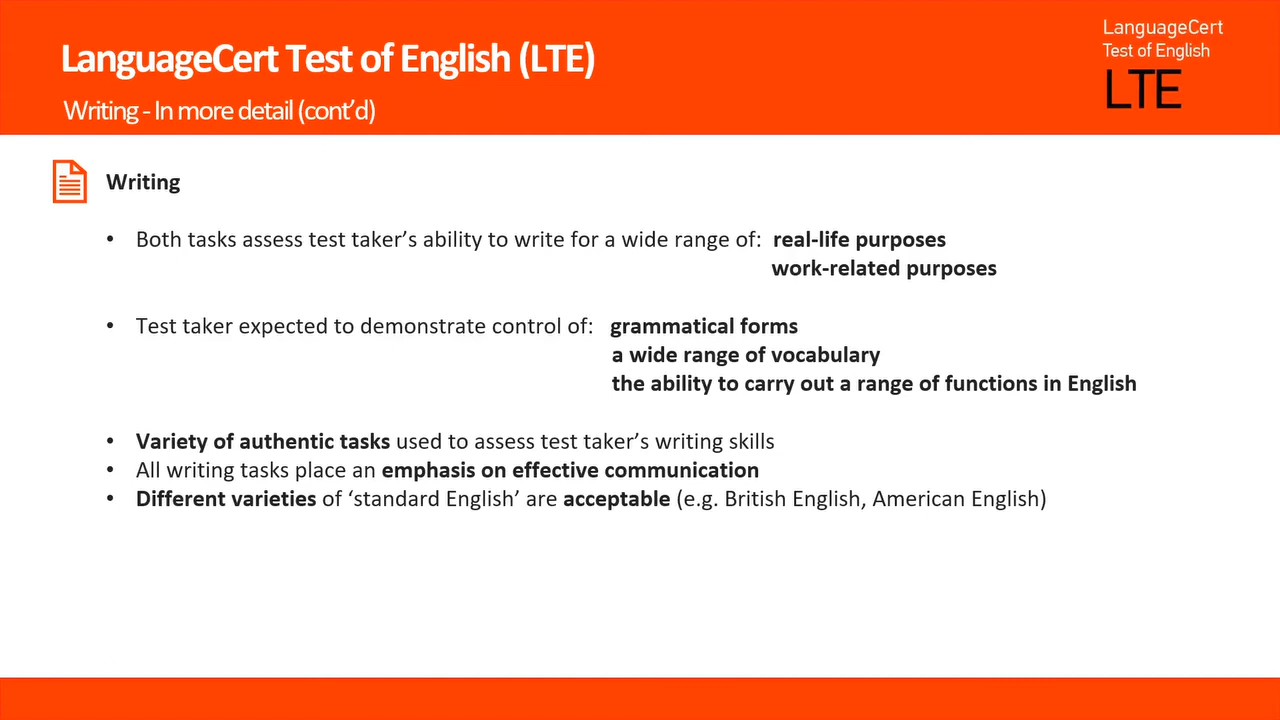 LanguageCert Test of English (LTE)
Writing - In more detail (cont’d)
LanguageCert
Test of English
LTE
Writing
• Both tasks assess test taker’s ability to write for a wide range of: real-life purposes
work-related purposes
• Test taker expected to demonstrate control of: grammatical forms
a wide range of vocabulary
the ability to carry out a range of functions in English
• Variety of authentic tasks used to assess test taker’s writing skills
• All writing tasks place an emphasis on effective communication
• Different varieties of ‘standard English’ are acceptable (e.g. British English, American English)